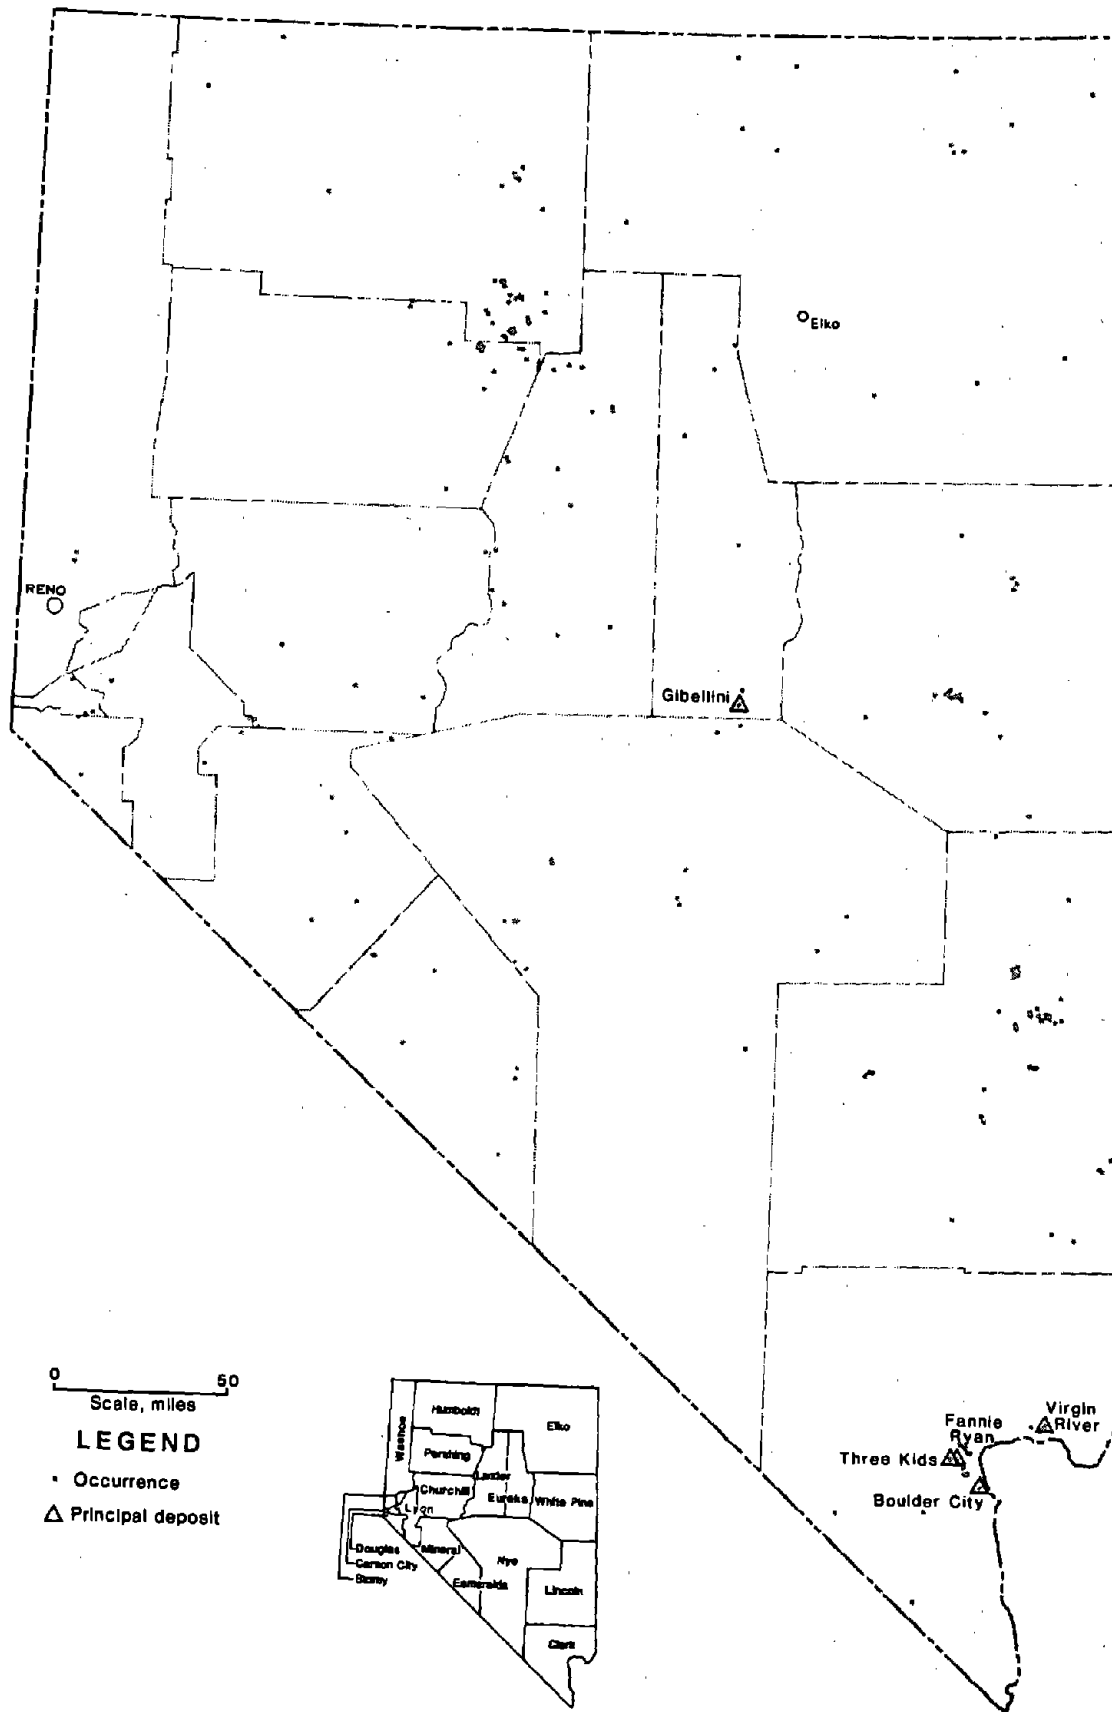 Elko
RENO
Gibellini
0 50
Scale, miles
LEGEND
Occurrence
Principal deposit
Virgin
River
Fannie
Ryan
Three Kids
Boulder City
Washoe
Humboldt
Elko
Pershing
Lander
Churchill
Eureka
White Pine
Lyon
Douglas
Carson City
Storey
Mineral
Nye
Esmeralda
Lincoln
Clark